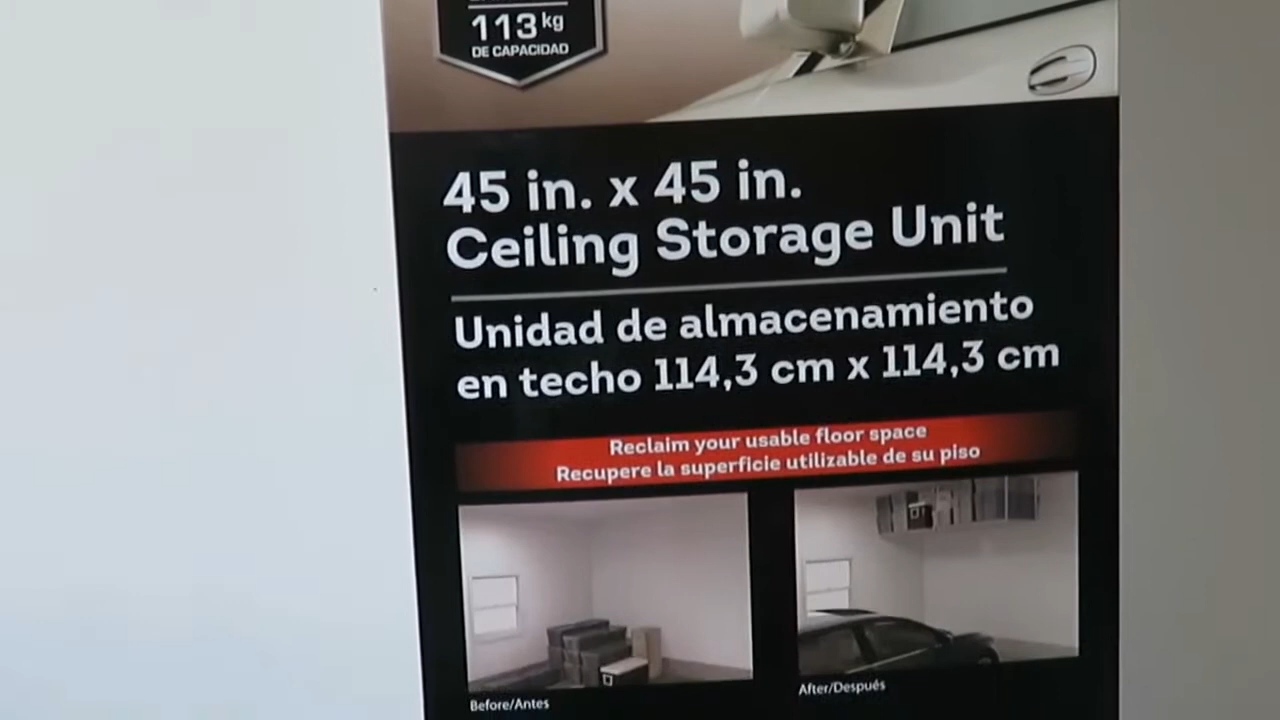 113 kg
DE CAPACIDAD
45 in. x 45 in.
Ceiling Storage Unit
Unidad de almacenamiento
en techo 114,3 cm x 114,3 cm
Reclaim your usable floor space
Recupere la superficie utilizable de su piso
Before/Antes
After/Después